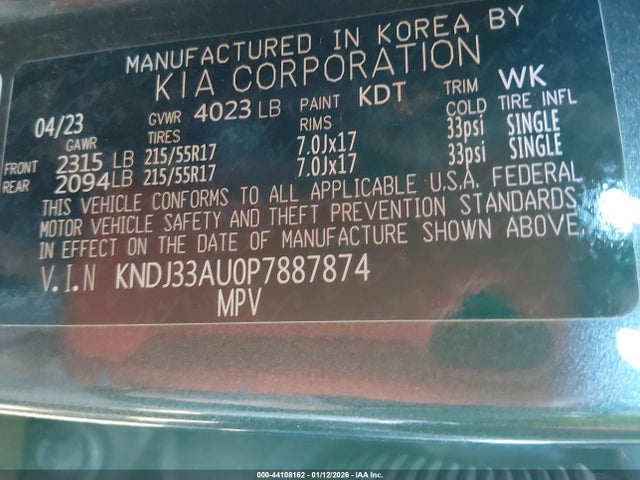 MANUFACTURED IN KOREA BY
KIA CORPORATION
04/23 GVWR 4023 LB PAINT KDT TRIM WK
GAWR TIRES RIMS COLD TIRE INFL
FRONT 2315 LB 215/55R17 7.0Jx17 33psi SINGLE
REAR 2094 LB 215/55R17 7.0Jx17 33psi SINGLE
THIS VEHICLE CONFORMS TO ALL APPLICABLE U.S.A. FEDERAL
MOTOR VEHICLE SAFETY AND THEFT PREVENTION STANDARDS
IN EFFECT ON THE DATE OF MANUFACTURE SHOWN ABOVE.
V.I.N KNDJ33AU0P7887874
MPV
000-44108162 - 01/12/2026 - IAA Inc.